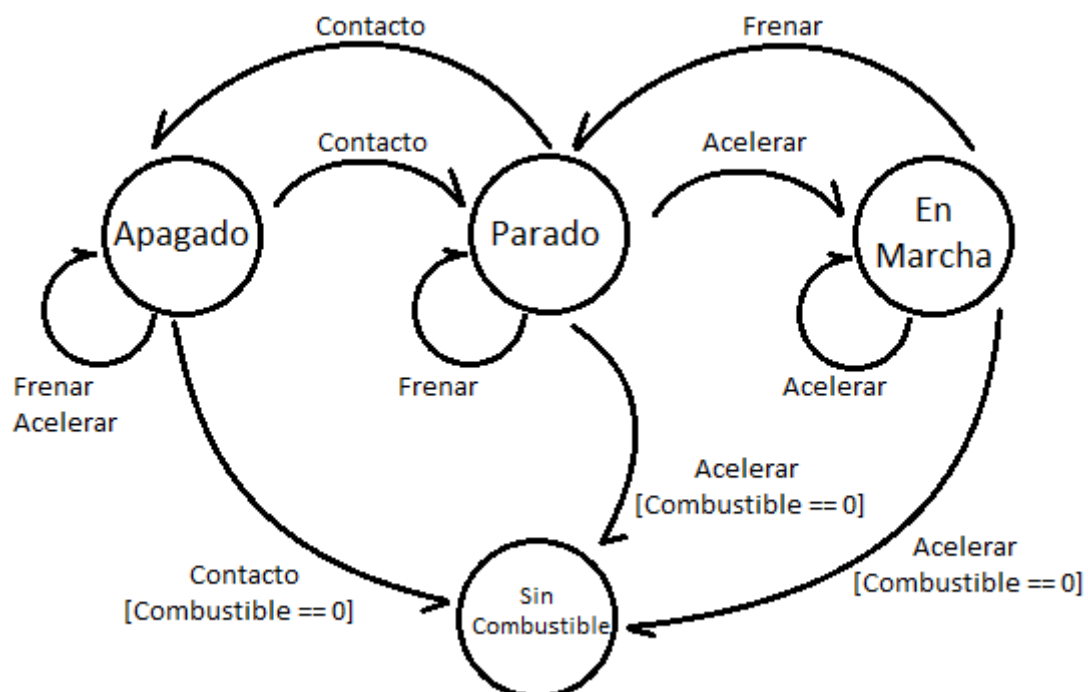 Contacto
Frenar
Contacto
Acelerar
Apagado
Parado
En
Marcha
Frenar
Acelerar
Frenar
Acelerar
Acelerar
[Combustible == 0]
Acelerar
[Combustible == 0]
Contacto
[Combustible == 0]
Sin
Combustible